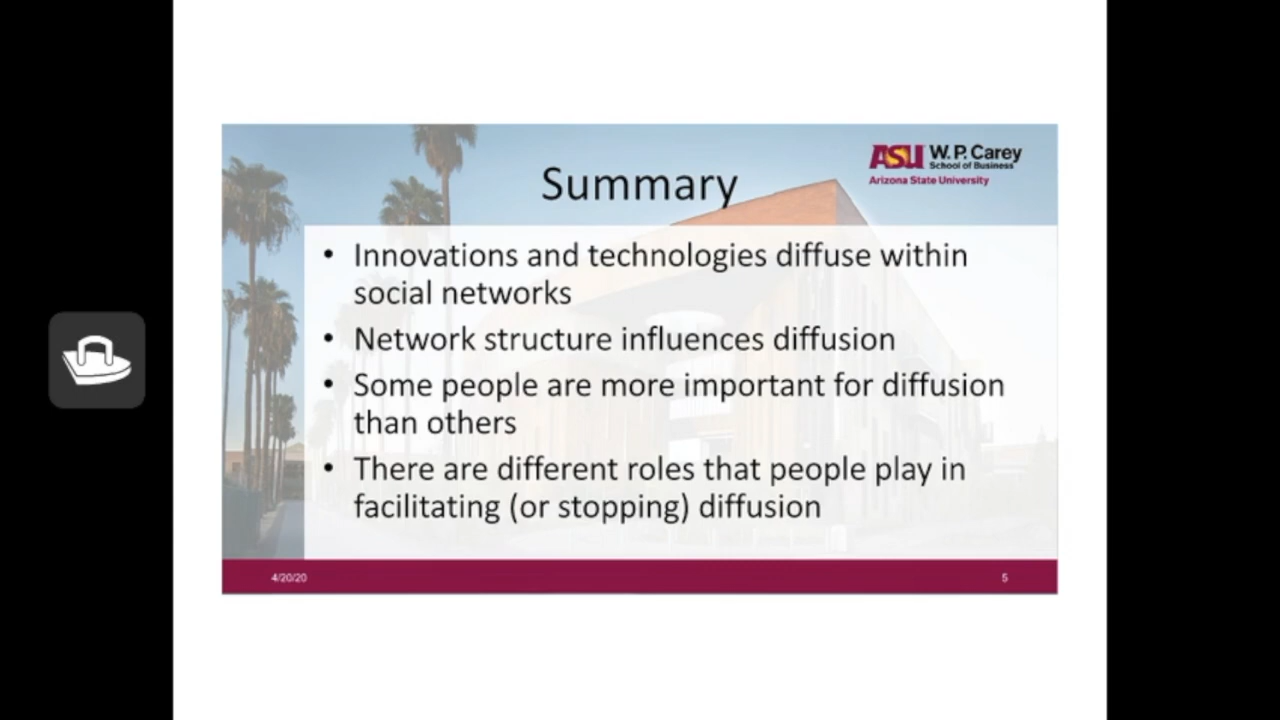 ASU W. P. Carey
School of Business
Arizona State University
Summary
• Innovations and technologies diffuse within
social networks
• Network structure influences diffusion
• Some people are more important for diffusion
than others
• There are different roles that people play in
facilitating (or stopping) diffusion
4/20/20
5